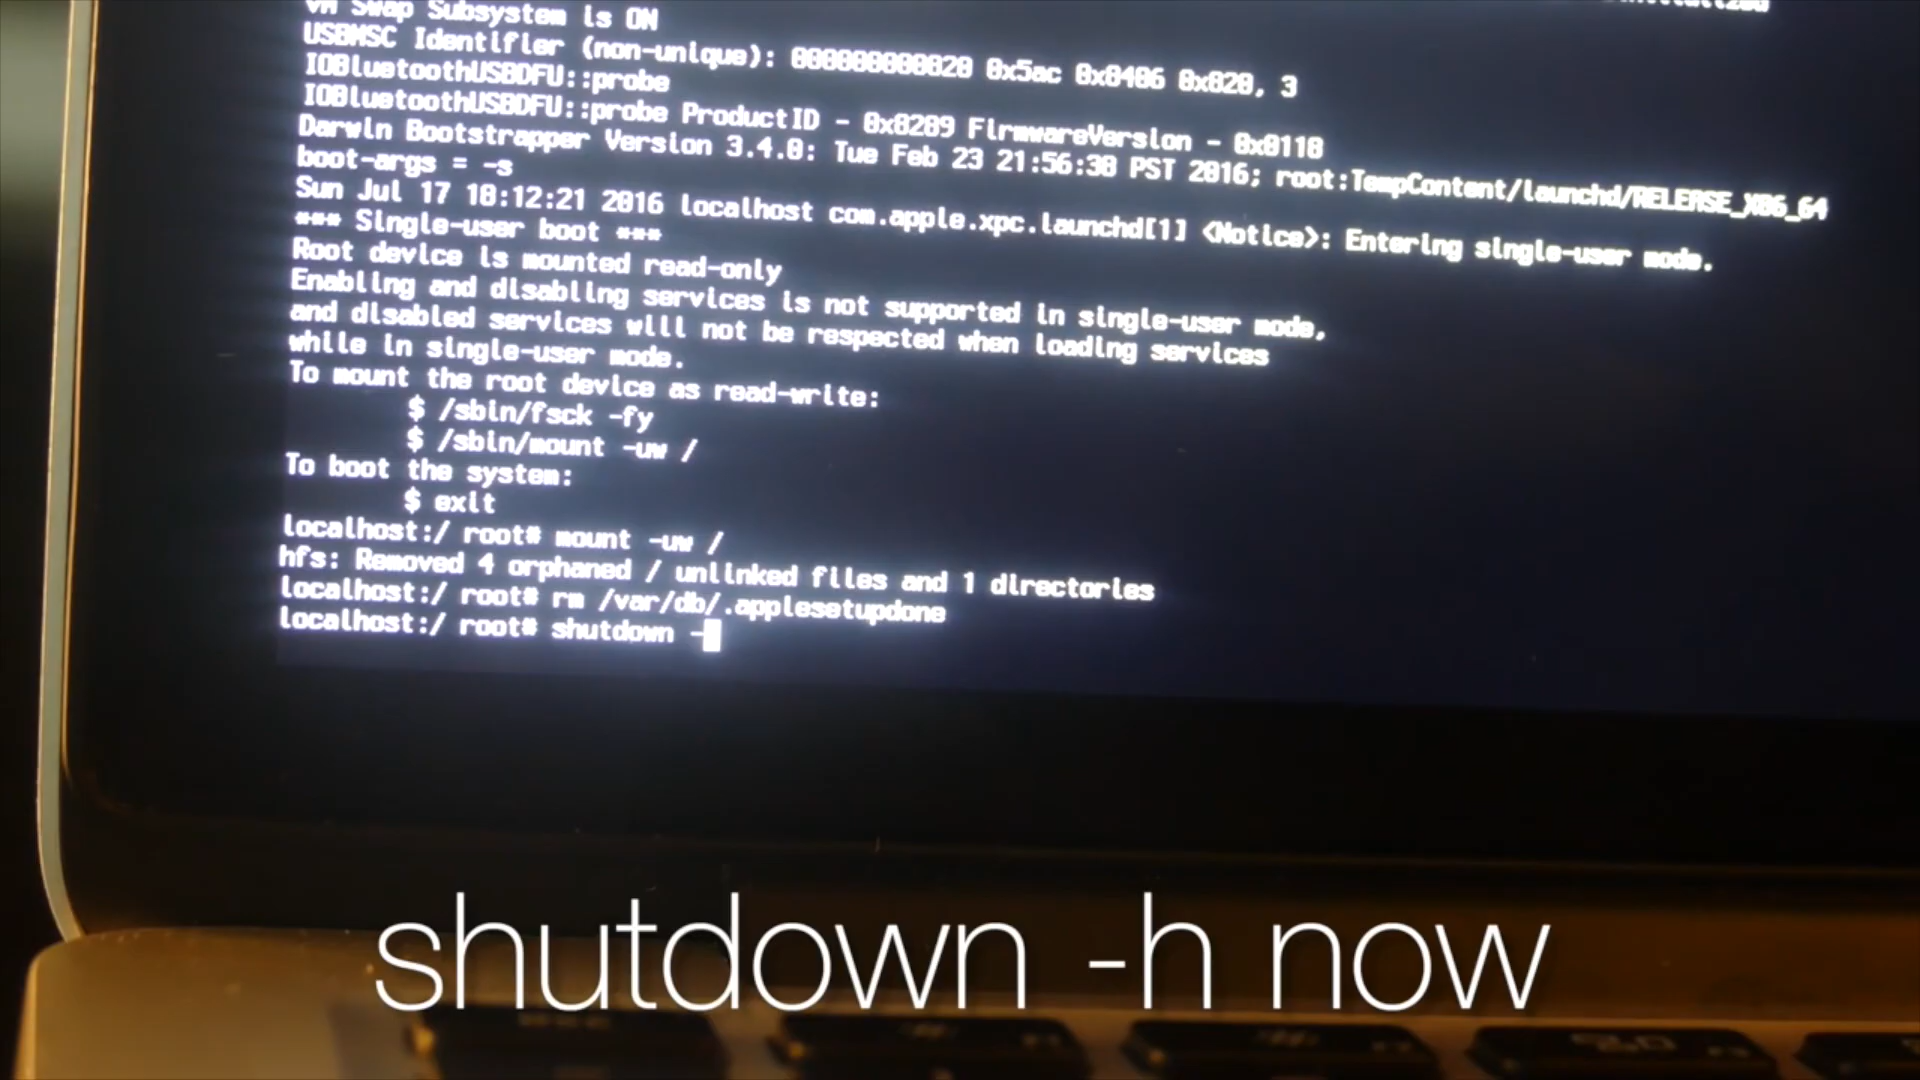 VM Swap Subsystem is ON
USBMSC Identifier (non-unique): 000000000820 0x5ac 0x8406 0x820, 3
IOBluetoothUSBDFU::probe
IOBluetoothUSBDFU::probe ProductID - 0x8289 FirmwareVersion - 0x0118
Darwin Bootstrapper Version 3.4.0: Tue Feb 23 21:56:38 PST 2016; root:TempContent/launchd/RELEASE_X86_64
boot-args = -s
Sun Jul 17 18:12:21 2016 localhost com.apple.xpc.launchd[1] <Notice>: Entering single-user mode.
*** Single-user boot ***
Root device is mounted read-only
Enabling and disabling services is not supported in single-user mode,
and disabled services will not be respected when loading services
while in single-user mode.
To mount the root device as read-write:
$ /sbin/fsck -fy
$ /sbin/mount -uw /
To boot the system:
$ exit
localhost:/ root# mount -uw /
hfs: Removed 4 orphaned / unlinked files and 1 directories
localhost:/ root# rm /var/db/.applesetupdone
localhost:/ root# shutdown -
shutdown -h now